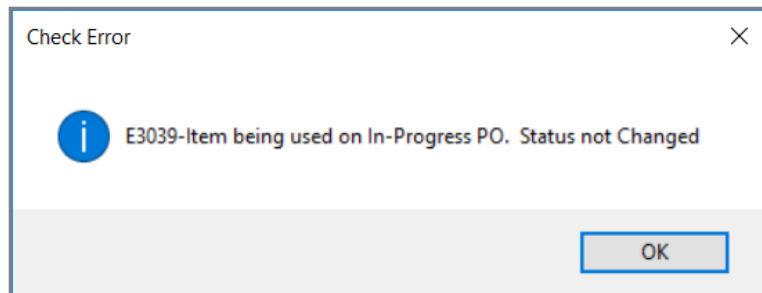 Check Error
E3039-Item being used on In-Progress PO.  Status not Changed
OK